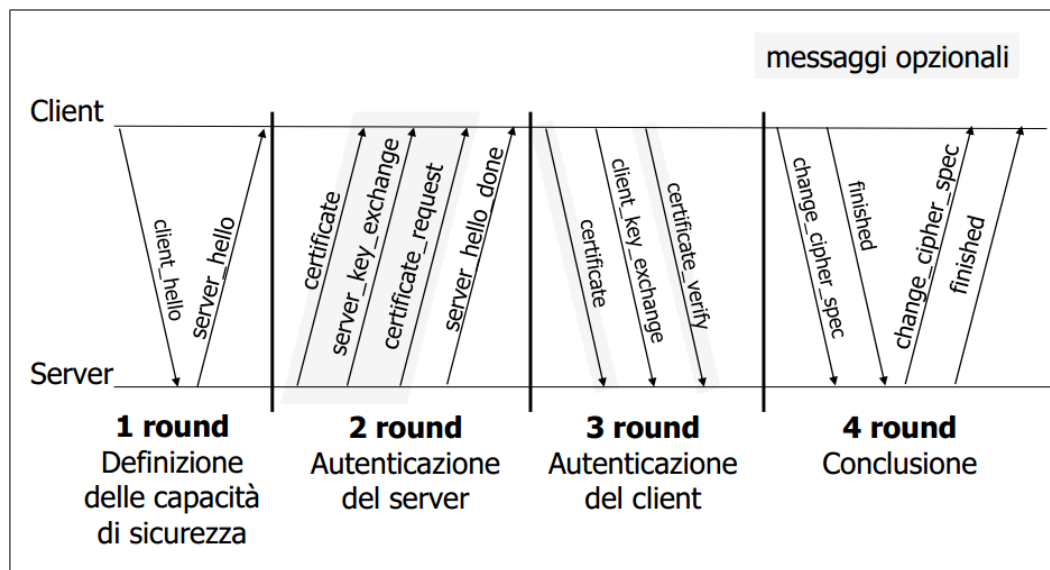 messaggi opzionali
Client
client_hello
server_hello
certificate
server_key_exchange
certificate_request
server_hello_done
certificate
client_key_exchange
certificate_verify
change_cipher_spec
finished
change_cipher_spec
finished
Server
1 round
Definizione
delle capacità
di sicurezza
2 round
Autenticazione
del server
3 round
Autenticazione
del client
4 round
Conclusione